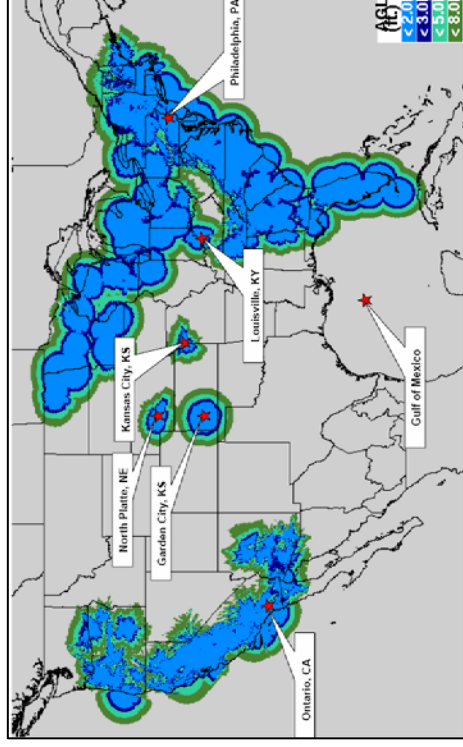 Philadelphia, PA
Louisville, KY
Kansas City, KS
North Platte, NE
Garden City, KS
Gulf of Mexico
Ontario, CA
AGL
(ft.)
< 2.0
< 3.0
< 5.0
< 8.0